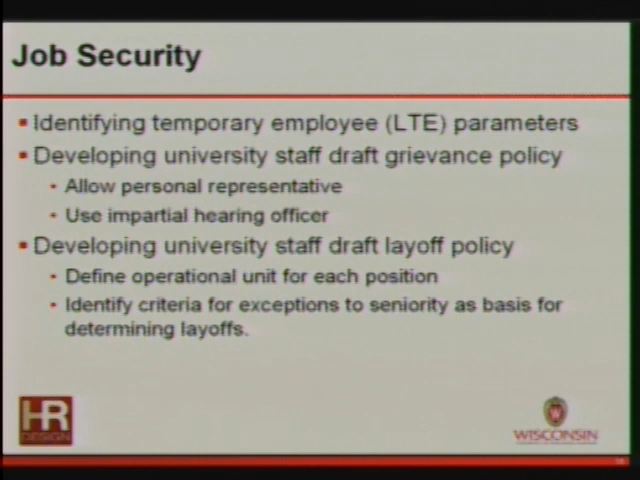 Job Security
Identifying temporary employee (LTE) parameters
Developing university staff draft grievance policy
Allow personal representative
Use impartial hearing officer
Developing university staff draft layoff policy
Define operational unit for each position
Identify criteria for exceptions to seniority as basis for
determining layoffs.
HR
DESIGN
W
WISCONSIN